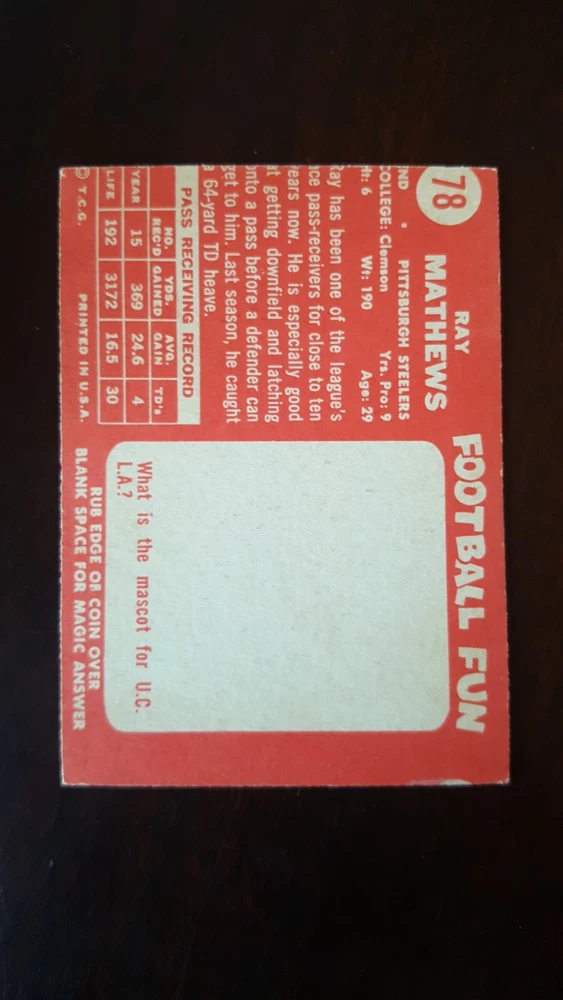 78
RAY
MATHEWS
END • PITTSBURGH STEELERS
COLLEGE: Clemson Yrs. Pro: 9
Ht: 6 Wt: 190 Age: 29
Ray has been one of the league's
ace pass-receivers for close to ten
years now. He is especially good
at getting downfield and latching
onto a pass before a defender can
get to him. Last season, he caught
a 64-yard TD heave.
PASS RECEIVING RECORD
NO. REC'D YDS. GAINED AVG. GAIN TD's
YEAR 15 369 24.6 4
LIFE 192 3172 16.5 30
© T.C.G. PRINTED IN U.S.A.
FOOTBALL FUN
What is the mascot for U.C.
L.A.?
RUB EDGE OF COIN OVER
BLANK SPACE FOR MAGIC ANSWER